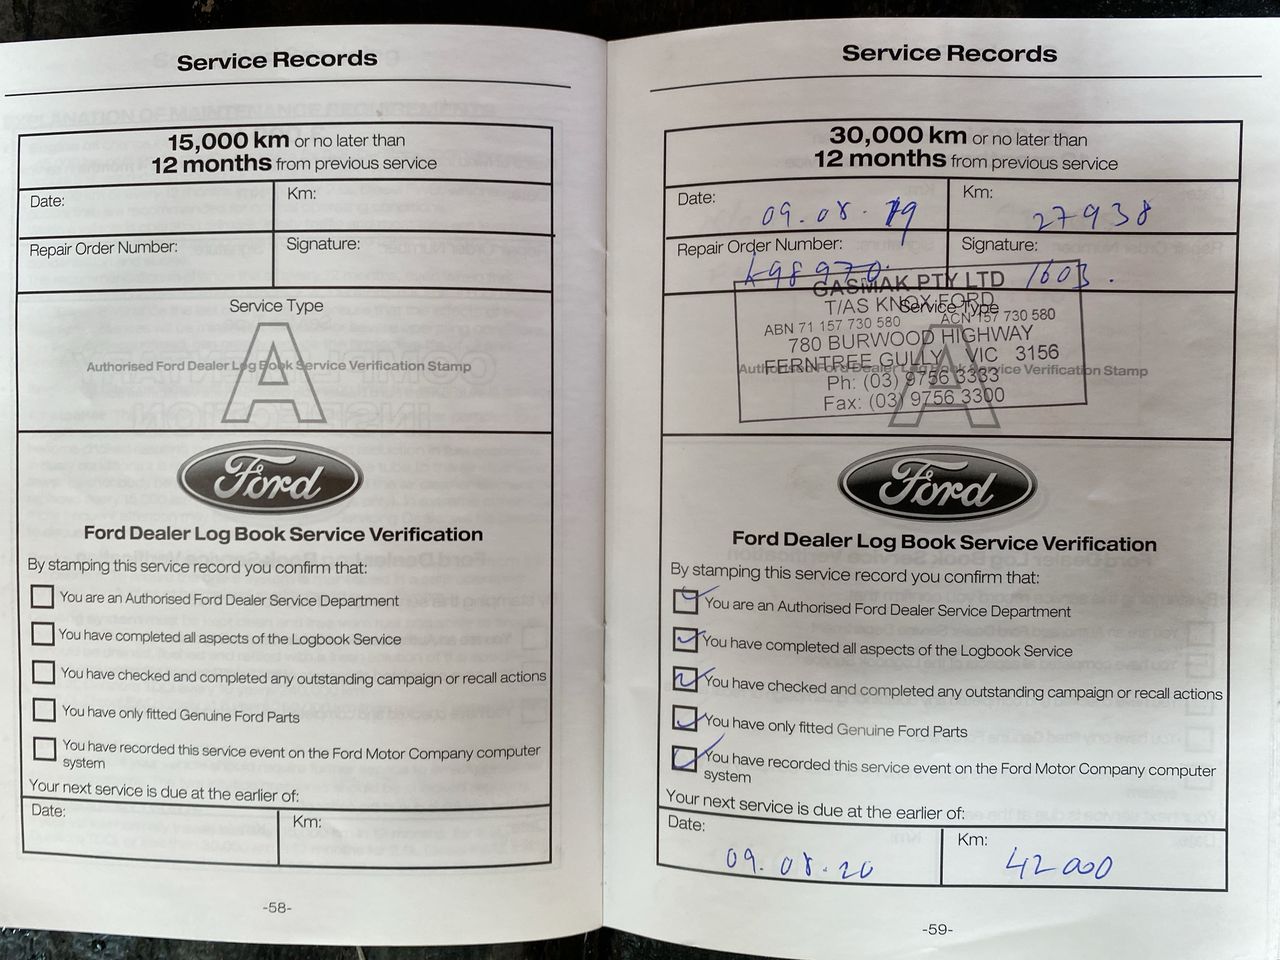 Service Records
15,000 km or no later than
12 months from previous service
Date:
Km:
Repair Order Number:
Signature:
Service Type
A
Authorised Ford Dealer Log Book Service Verification Stamp
Ford
Ford Dealer Log Book Service Verification
By stamping this service record you confirm that:
You are an Authorised Ford Dealer Service Department
You have completed all aspects of the Logbook Service
You have checked and completed any outstanding campaign or recall actions
You have only fitted Genuine Ford Parts
You have recorded this service event on the Ford Motor Company computer
system
Your next service is due at the earlier of:
Date:
Km:
-58-
Service Records
30,000 km or no later than
12 months from previous service
Date: 09.08.19
Km: 27938
Repair Order Number:
Signature:
K98970.
1603.
GASMAK PTY LTD
T/AS KNOX FORD
Service Type
ABN 71 157 730 580 ACN 157 730 580
780 BURWOOD HIGHWAY
FERNTREE GULLY VIC 3156
A
Authorised Ford Dealer Log Book Service Verification Stamp
Ph: (03) 9756 3333
Fax: (03) 9756 3300
Ford
Ford Dealer Log Book Service Verification
By stamping this service record you confirm that:
You are an Authorised Ford Dealer Service Department
You have completed all aspects of the Logbook Service
You have checked and completed any outstanding campaign or recall actions
You have only fitted Genuine Ford Parts
You have recorded this service event on the Ford Motor Company computer
system
Your next service is due at the earlier of:
Date: 09.08.20
Km: 42000
-59-